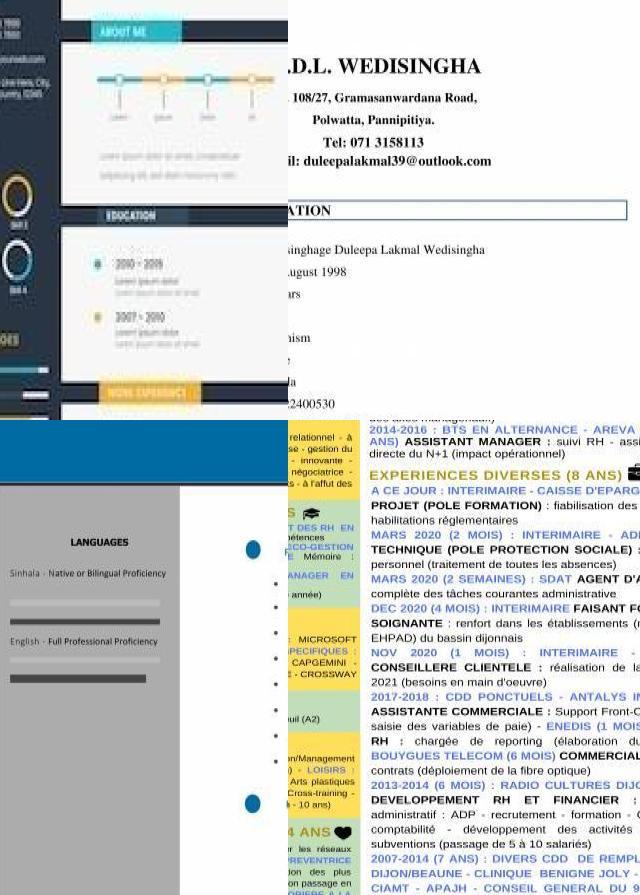 ABOUT ME
EDUCATION
2010 - 2015
2007 - 2010
WORK EXPERIENCE
.D.L. WEDISINGHA
108/27, Gramasanwardana Road,
Polwatta, Pannipitiya.
Tel: 071 3158113
il: duleepalakmal39@outlook.com
ATION
singhage Duleepa Lakmal Wedisingha
ugust 1998
ars
ism
la
22400530
LANGUAGES
Sinhala - Native or Bilingual Proficiency
English - Full Professional Proficiency
relationnel - à
se - gestion du
- innovante -
négociatrice -
s - à l'affut des
S
T DES RH EN
ECO-GESTION
Mémoire :
ANAGER EN
année)
: MICROSOFT
PECIFIQUES :
CAPGEMINI -
E - CROSSWAY
uil (A2)
on/Management
) - LOISIRS :
Arts plastiques
Cross-training -
- 10 ans)
4 ANS
r les réseaux
PREVENTRICE
ion des plus
on passage en
2014-2016 : BTS EN ALTERNANCE - AREVA
ANS) ASSISTANT MANAGER : suivi RH - assi
directe du N+1 (impact opérationnel)
EXPERIENCES DIVERSES (8 ANS)
A CE JOUR : INTERIMAIRE - CAISSE D'EPARG
PROJET (POLE FORMATION) : fiabilisation des
habilitations réglementaires
MARS 2020 (2 MOIS) : INTERIMAIRE - ADI
TECHNIQUE (POLE PROTECTION SOCIALE) :
personnel (traitement de toutes les absences)
MARS 2020 (2 SEMAINES) : SDAT AGENT D'A
complète des tâches courantes administrative
DEC 2020 (4 MOIS) : INTERIMAIRE FAISANT FO
SOIGNANTE : renfort dans les établissements (
EHPAD) du bassin dijonnais
NOV 2020 (1 MOIS) : INTERIMAIRE -
CONSEILLERE CLIENTELE : réalisation de la
2021 (besoins en main d'oeuvre)
2017-2018 : CDD PONCTUELS - ANTALYS IN
ASSISTANTE COMMERCIALE : Support Front-O
saisie des variables de paie) - ENEDIS (1 MOIS
RH : chargée de reporting (élaboration du
BOUYGUES TELECOM (6 MOIS) COMMERCIAL
contrats (déploiement de la fibre optique)
2013-2014 (6 MOIS) : RADIO CULTURES DIJO
DEVELOPPEMENT RH ET FINANCIER :
administratif : ADP - recrutement - formation - C
comptabilité - développement des activités
subventions (passage de 5 à 10 salariés)
2007-2014 (7 ANS) : DIVERS CDD DE REMPL
DIJON/BEAUNE - CLINIQUE BENIGNE JOLY -
CIAMT - APAJH - CONSEIL GENERAL DU